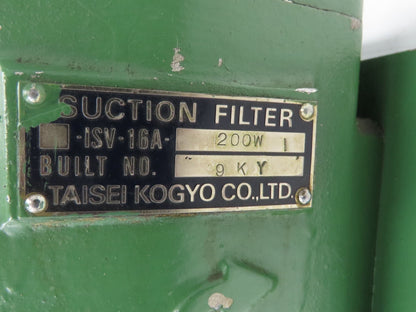 SUCTION FILTER
-ISV-16A- 200W I
BUILT NO. 9KY
TAISEI KOGYO CO.,LTD.